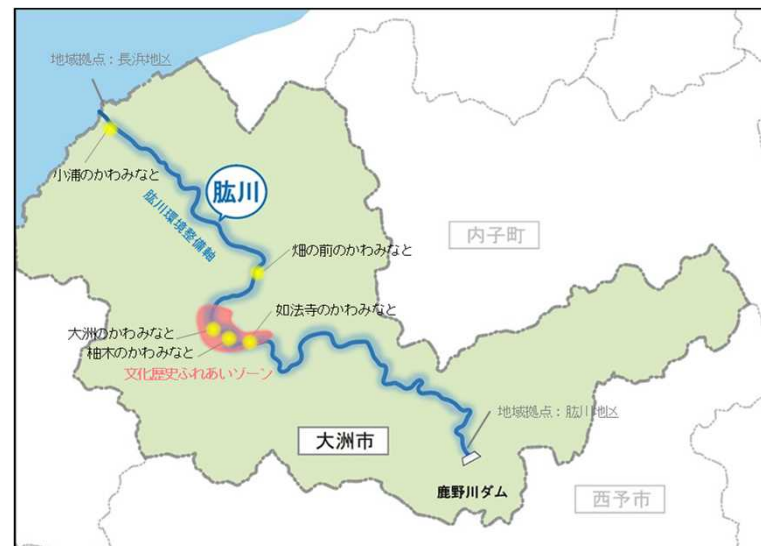 地域拠点：長浜地区
小浦のかわみなと
肱川
肱川環境整備軸
内子町
畑の前のかわみなと
如法寺のかわみなと
大洲のかわみなと
柚木のかわみなと
文化歴史ふれあいゾーン
地域拠点：肱川地区
大洲市
鹿野川ダム
西予市